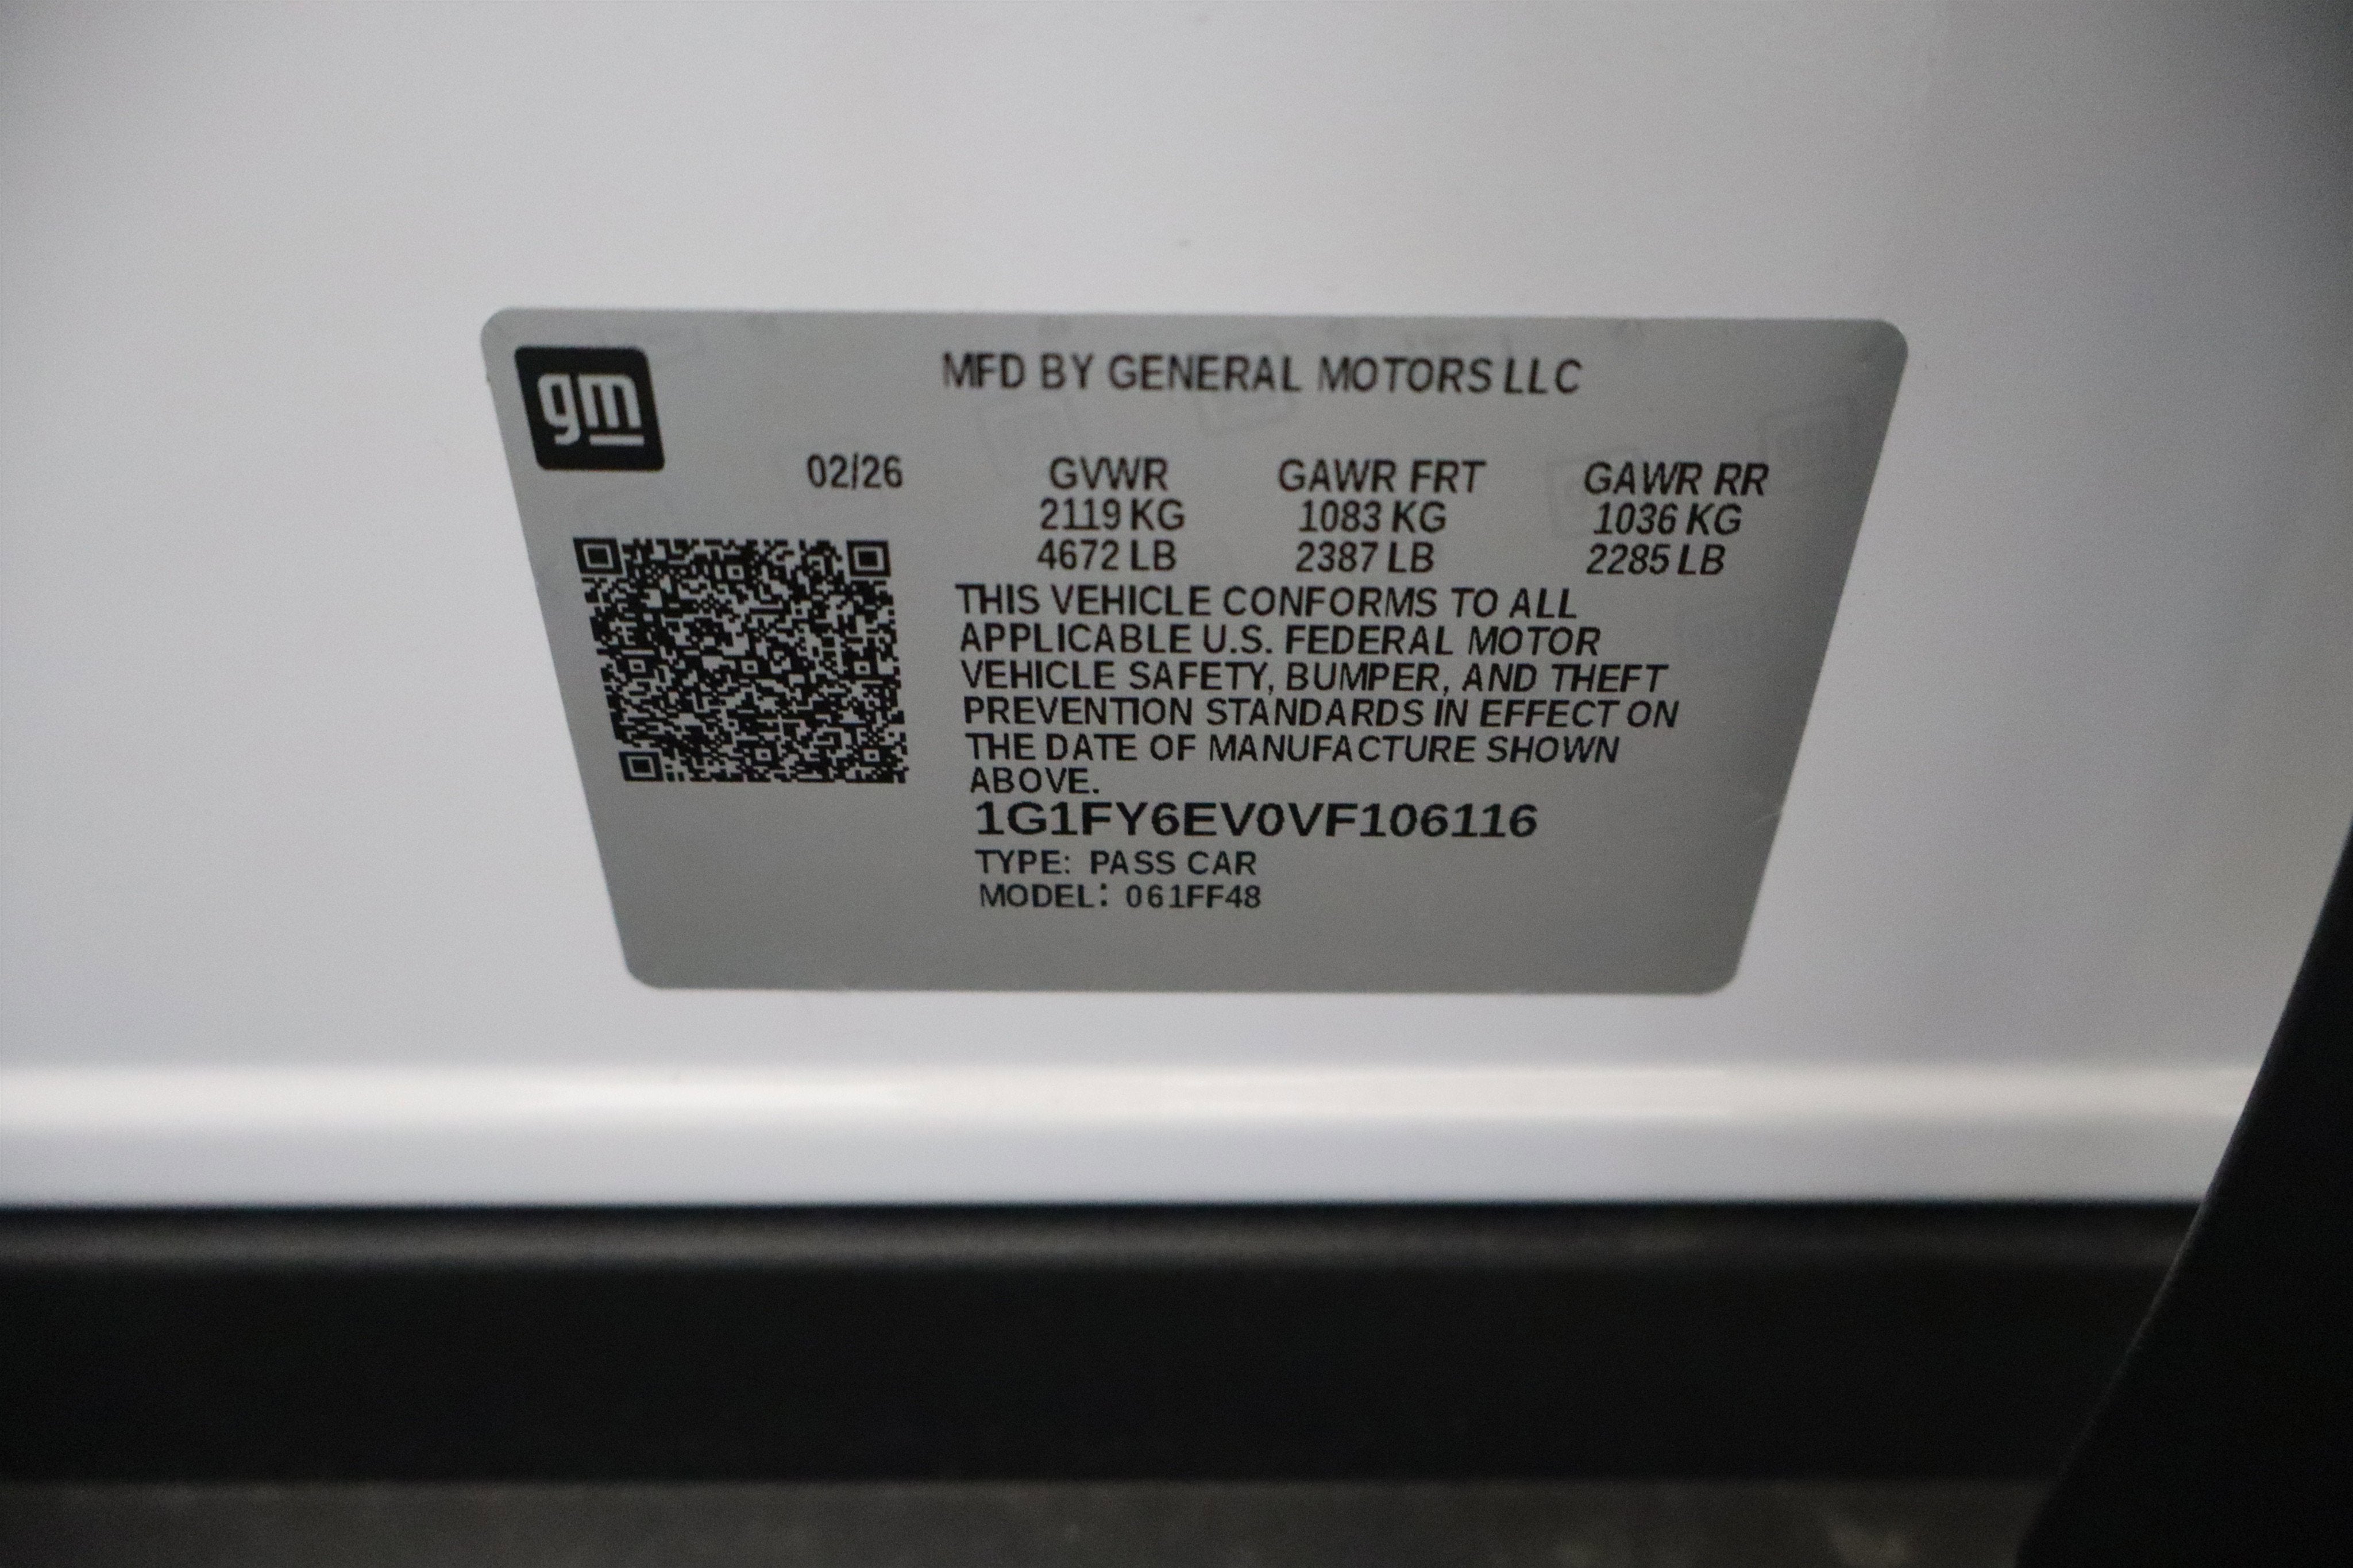 gm
MFD BY GENERAL MOTORS LLC
02/26 GVWR GAWR FRT GAWR RR
2119 KG 1083 KG 1036 KG
4672 LB 2387 LB 2285 LB
THIS VEHICLE CONFORMS TO ALL
APPLICABLE U.S. FEDERAL MOTOR
VEHICLE SAFETY, BUMPER, AND THEFT
PREVENTION STANDARDS IN EFFECT ON
THE DATE OF MANUFACTURE SHOWN
ABOVE.
1G1FY6EV0VF106116
TYPE: PASS CAR
MODEL: 061FF48